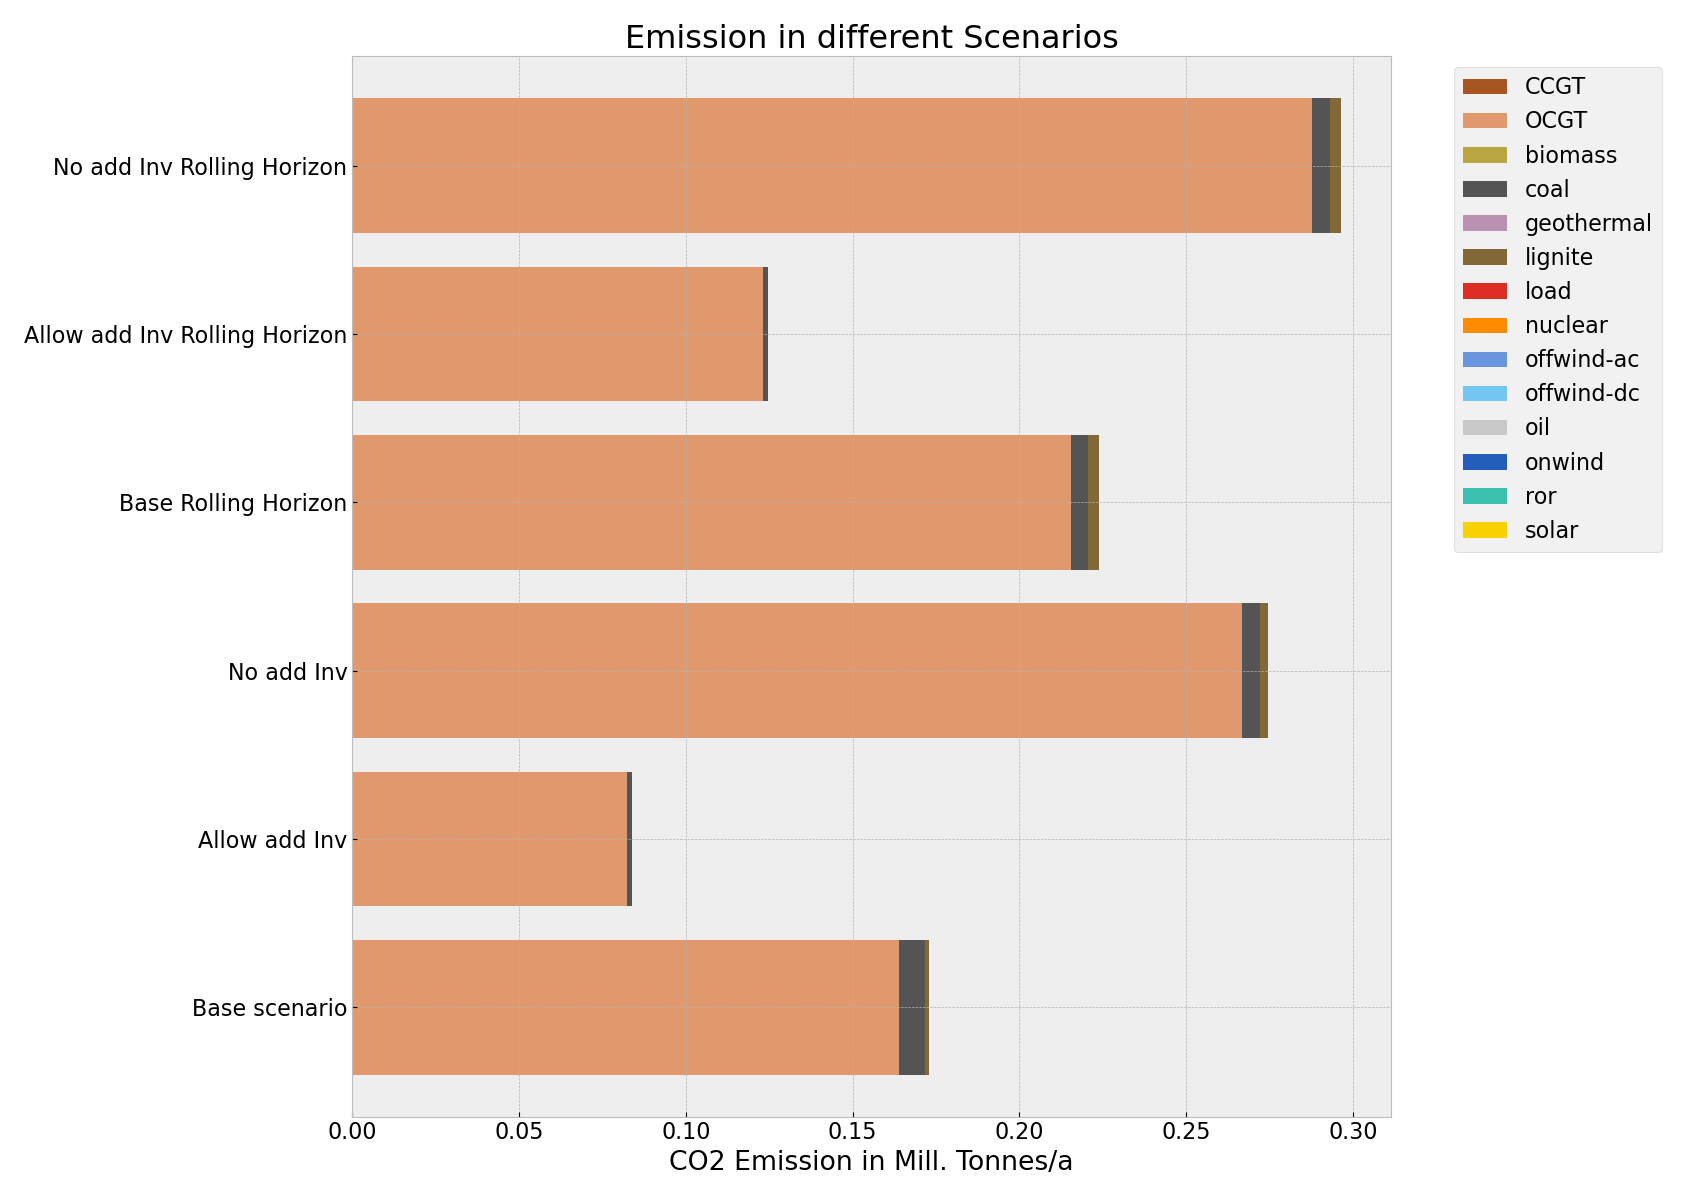 Emission in different Scenarios
No add Inv Rolling Horizon
Allow add Inv Rolling Horizon
Base Rolling Horizon
No add Inv
Allow add Inv
Base scenario
0.00 0.05 0.10 0.15 0.20 0.25 0.30
CO2 Emission in Mill. Tonnes/a
CCGT
OCGT
biomass
coal
geothermal
lignite
load
nuclear
offwind-ac
offwind-dc
oil
onwind
ror
solar